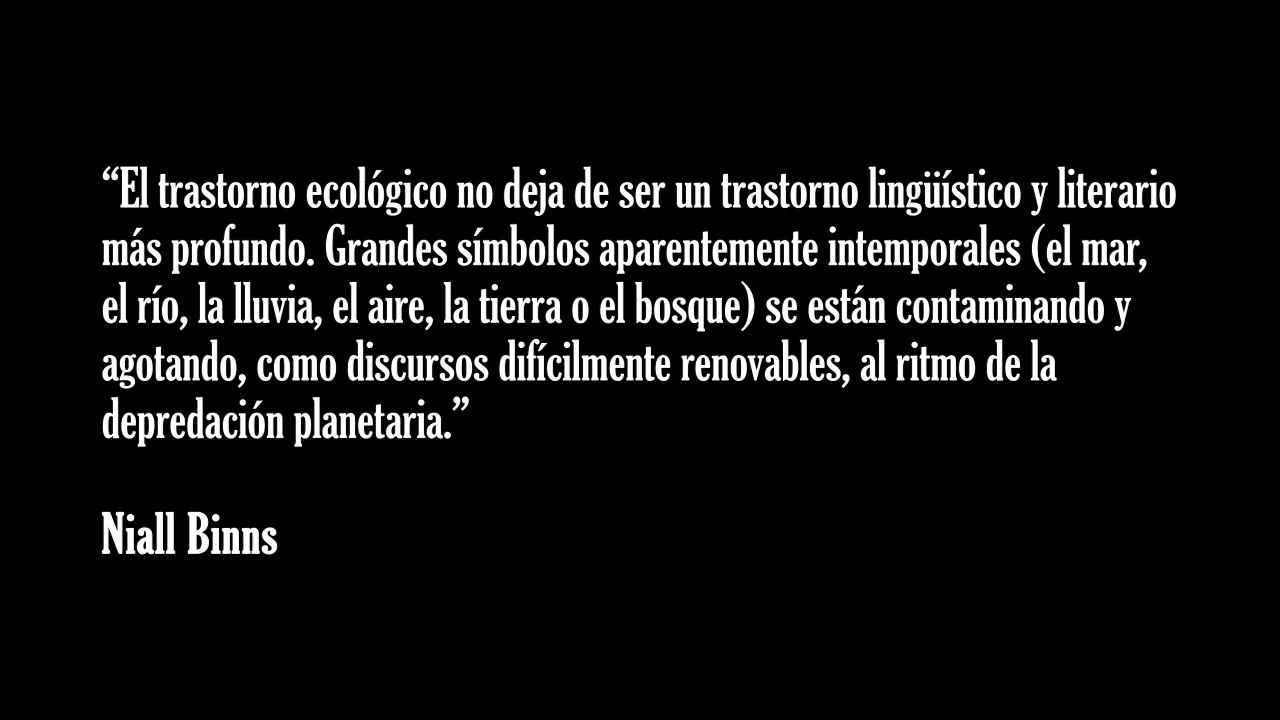 “El trastorno ecológico no deja de ser un trastorno lingüístico y literario
más profundo. Grandes símbolos aparentemente intemporales (el mar,
el río, la lluvia, el aire, la tierra o el bosque) se están contaminando y
agotando, como discursos difícilmente renovables, al ritmo de la
depredación planetaria.”
Niall Binns